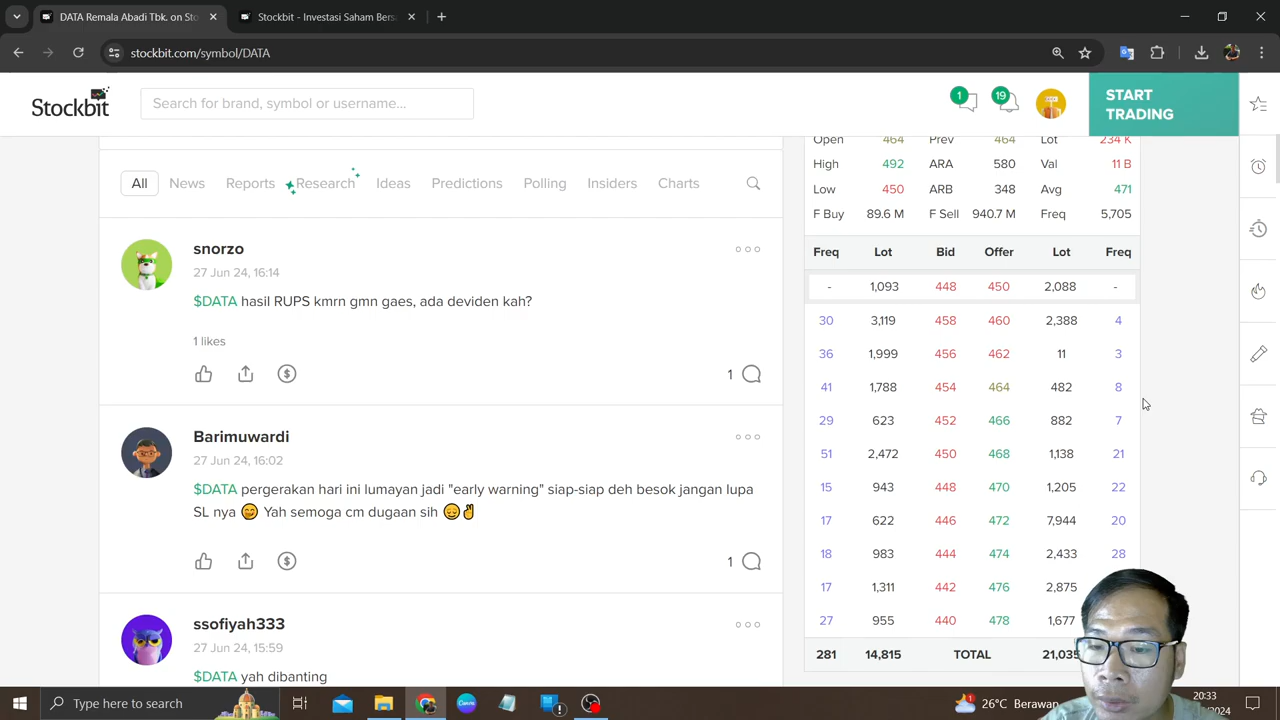 DATA Remala Abadi Tbk. on Sto
Stockbit - Investasi Saham Bers
stockbit.com/symbol/DATA
Stockbit
Search for brand, symbol or username...
1
19
START
TRADING
Open 464 Prev 464 Lot 234 K
High 492 ARA 580 Val 11 B
Low 450 ARB 348 Avg 471
F Buy 89.6 M F Sell 940.7 M Freq 5,705
All News Reports Research Ideas Predictions Polling Insiders Charts
snorzo
27 Jun 24, 16:14
$DATA hasil RUPS kmrn gmn gaes, ada deviden kah?
1 likes
1
Barimuwardi
27 Jun 24, 16:02
$DATA pergerakan hari ini lumayan jadi "early warning" siap-siap deh besok jangan lupa
SL nya 😄 Yah semoga cm dugaan sih 😌✌
1
ssofiyah333
27 Jun 24, 15:59
$DATA yah dibanting
Freq Lot Bid Offer Lot Freq
- 1,093 448 450 2,088 -
30 3,119 458 460 2,388 4
36 1,999 456 462 11 3
41 1,788 454 464 482 8
29 623 452 466 882 7
51 2,472 450 468 1,138 21
15 943 448 470 1,205 22
17 622 446 472 7,944 20
18 983 444 474 2,433 28
17 1,311 442 476 2,875
27 955 440 478 1,677
281 14,815 TOTAL 21,035
Type here to search
1
26°C Berawan
20:33